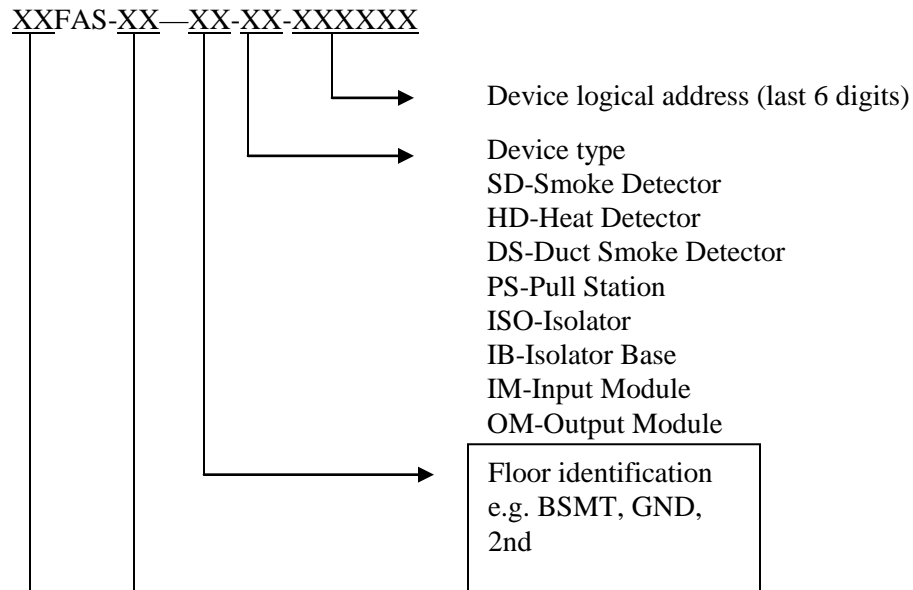 XXFAS-XX—XX-XX-XXXXXX
Device logical address (last 6 digits)
Device type
SD-Smoke Detector
HD-Heat Detector
DS-Duct Smoke Detector
PS-Pull Station
ISO-Isolator
IB-Isolator Base
IM-Input Module
OM-Output Module
Floor identification
e.g. BSMT, GND,
2nd